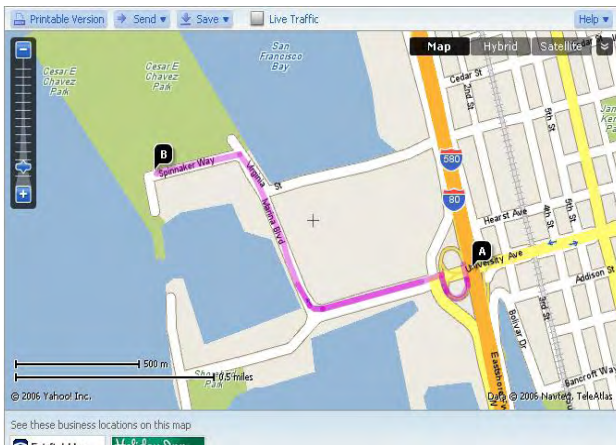 Printable Version Send Save Live Traffic Help
Map Hybrid Satellite
San
Francisco
Bay
Cesar E
Chavez
Park
Cesar E
Chavez
Park
Cedar St
2nd St
5th St
580
80
B
Spinnaker Way
Virginia
St
Marina Blvd
Hearst Ave
4th St
5th St
A
University Ave
Addison St
3rd St
Bolivar Dr
Bancroft Way
500 m
0.5 miles
Park
© 2006 Yahoo! Inc.
Data © 2006 Navteq, TeleAtlas
See these business locations on this map